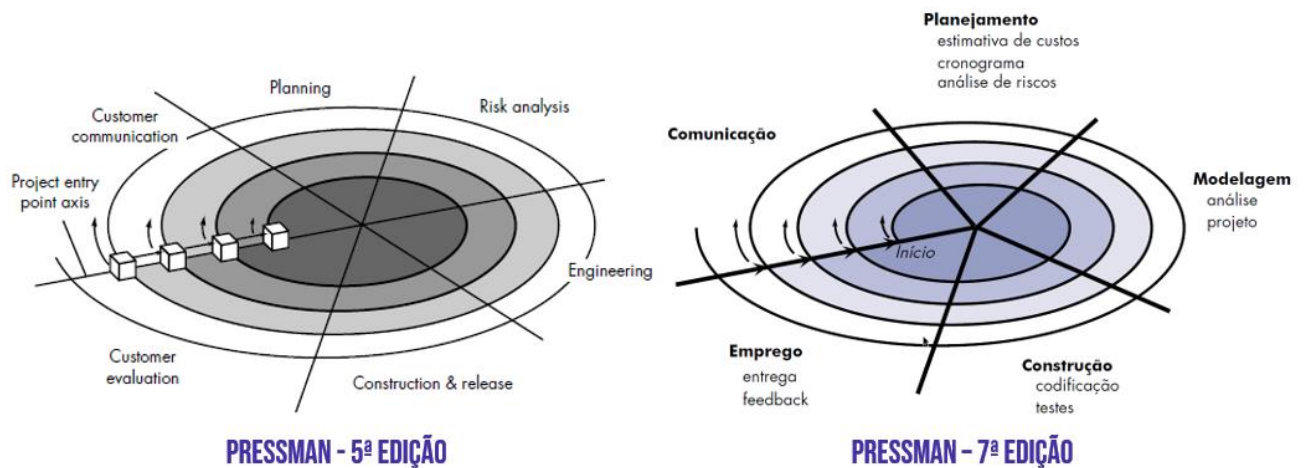 Planning
Risk analysis
Customer
communication
Project entry
point axis
Engineering
Customer
evaluation
Construction & release
PRESSMAN - 5ª EDIÇÃO
Planejamento
estimativa de custos
cronograma
análise de riscos
Comunicação
Modelagem
análise
projeto
Início
Emprego
entrega
feedback
Construção
codificação
testes
PRESSMAN – 7ª EDIÇÃO